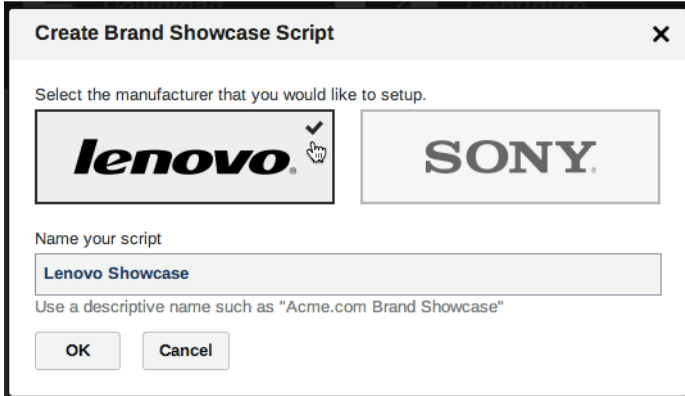 Create Brand Showcase Script
Select the manufacturer that you would like to setup.
lenovo® SONY®
Name your script
Lenovo Showcase
Use a descriptive name such as "Acme.com Brand Showcase"
OK Cancel